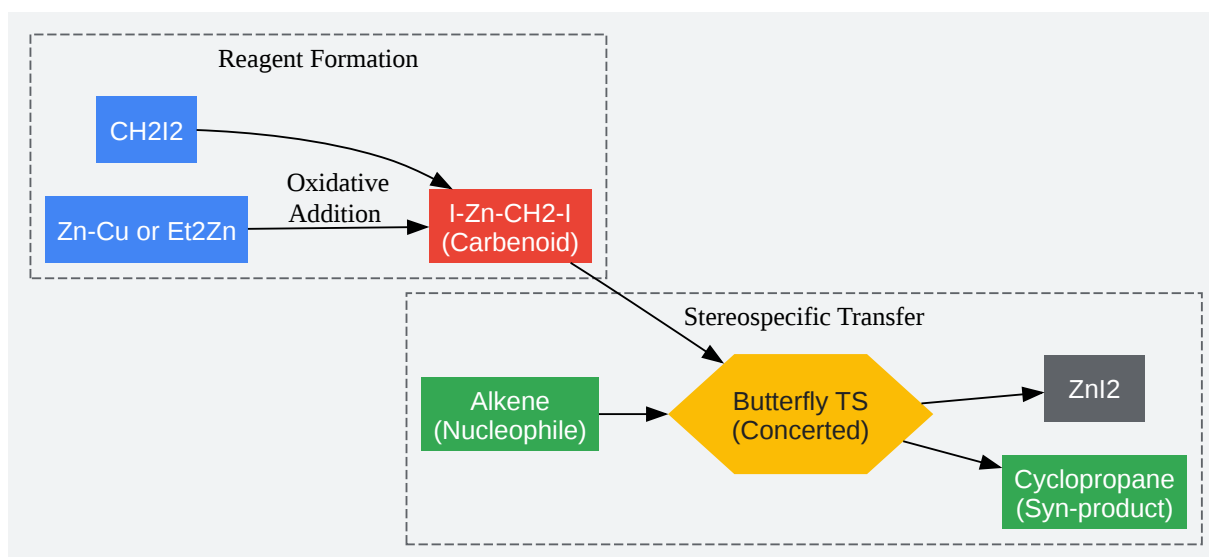 Reagent Formation
CH2I2
Oxidative
Addition
Zn-Cu or Et2Zn
I-Zn-CH2-I
(Carbenoid)
Stereospecific Transfer
Alkene
(Nucleophile)
Butterfly TS
(Concerted)
ZnI2
Cyclopropane
(Syn-product)